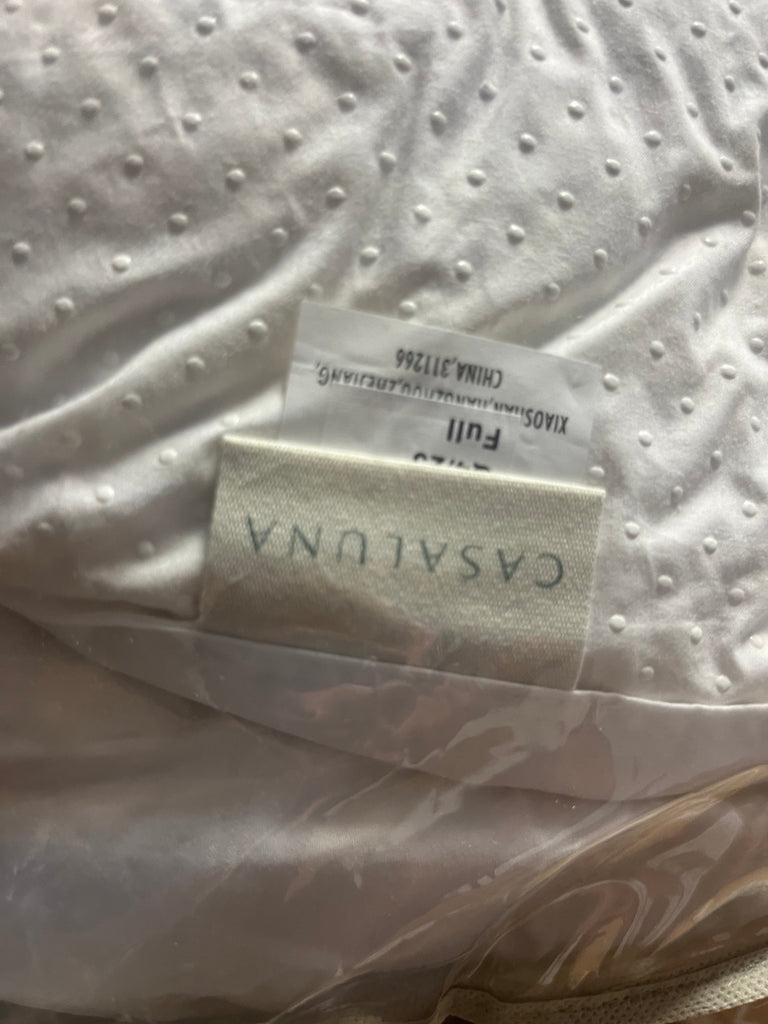 CASALUNA
Full
XIAOSHAN,HANGZHOU,ZHEJIANG,
CHINA,311266